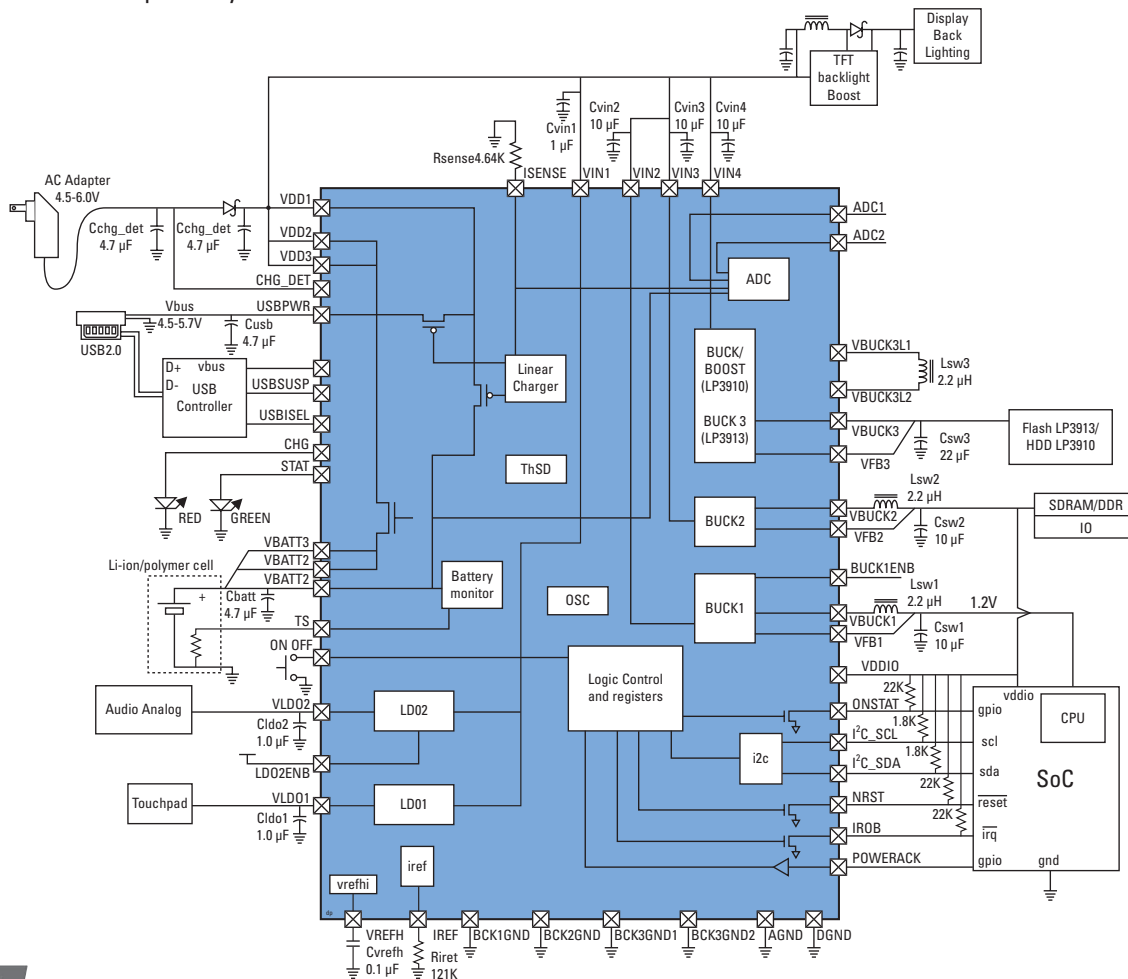 Display
Back
Lighting
TFT
backlight
Boost
Cvin1
1 µF
Cvin2
10 µF
Cvin3
10 µF
Cvin4
10 µF
Rsense4.64K
ISENSE
VIN1
VIN2
VIN3
VIN4
AC Adapter
4.5-6.0V
Cchg_det
4.7 µF
Cchg_det
4.7 µF
VDD1
VDD2
VDD3
CHG_DET
USBPWR
Vbus
4.5-5.7V
Cusb
4.7 µF
USB2.0
D+
vbus
D-
USB
Controller
USBSUSP
USBISEL
CHG
STAT
RED
GREEN
VBATT3
VBATT2
VBATT2
Li-ion/polymer cell
+
Cbatt
4.7 µF
TS
ON OFF
Audio Analog
VLDO2
Cldo2
1.0 µF
LDO2ENB
Touchpad
VLDO1
Cldo1
1.0 µF
Linear
Charger
ThSD
Battery
monitor
OSC
Logic Control
and registers
LD02
LD01
iref
vrefhi
dp
ADC
BUCK/
BOOST
(LP3910)
BUCK 3
(LP3913)
BUCK2
BUCK1
i2c
ADC1
ADC2
VBUCK3L1
Lsw3
2.2 µH
VBUCK3L2
VBUCK3
VFB3
Csw3
22 µF
Flash LP3913/
HDD LP3910
Lsw2
2.2 µH
VBUCK2
VFB2
Csw2
10 µF
SDRAM/DDR
IO
BUCK1ENB
Lsw1
2.2 µH
1.2V
VBUCK1
VFB1
Csw1
10 µF
VDDIO
22K
ONSTAT
1.8K
I²C_SCL
1.8K
I²C_SDA
22K
NRST
22K
IROB
POWERACK
vddio
gpio
CPU
scl
sda
SoC
reset
irq
gpio
gnd
VREFH
Cvrefh
0.1 µF
IREF
Riret
121K
BCK1GND
BCK2GND
BCK3GND1
BCK3GND2
AGND
DGND